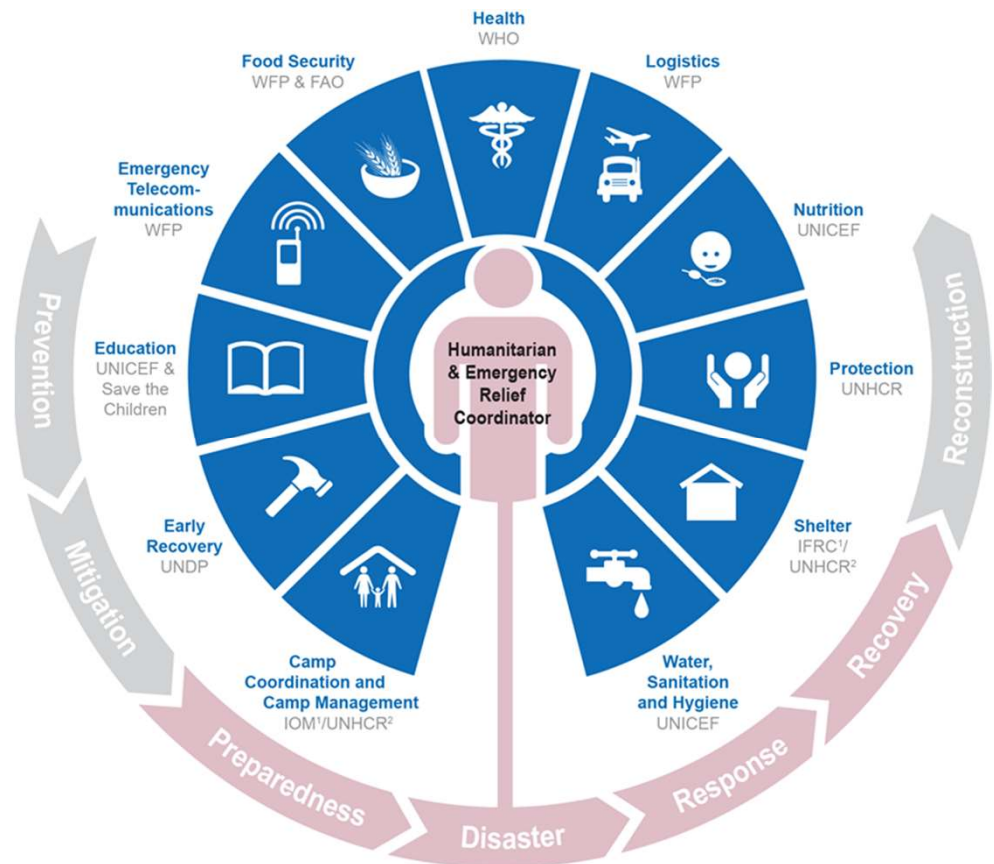 Health
WHO
Food Security
WFP & FAO
Logistics
WFP
Emergency
Telecom-
munications
WFP
Nutrition
UNICEF
Education
UNICEF &
Save the
Children
Humanitarian
& Emergency
Relief
Coordinator
Protection
UNHCR
Early
Recovery
UNDP
Shelter
IFRC¹/
UNHCR²
Camp
Coordination and
Camp Management
IOM¹/UNHCR²
Water,
Sanitation
and Hygiene
UNICEF
Prevention
Mitigation
Preparedness
Disaster
Response
Recovery
Reconstruction